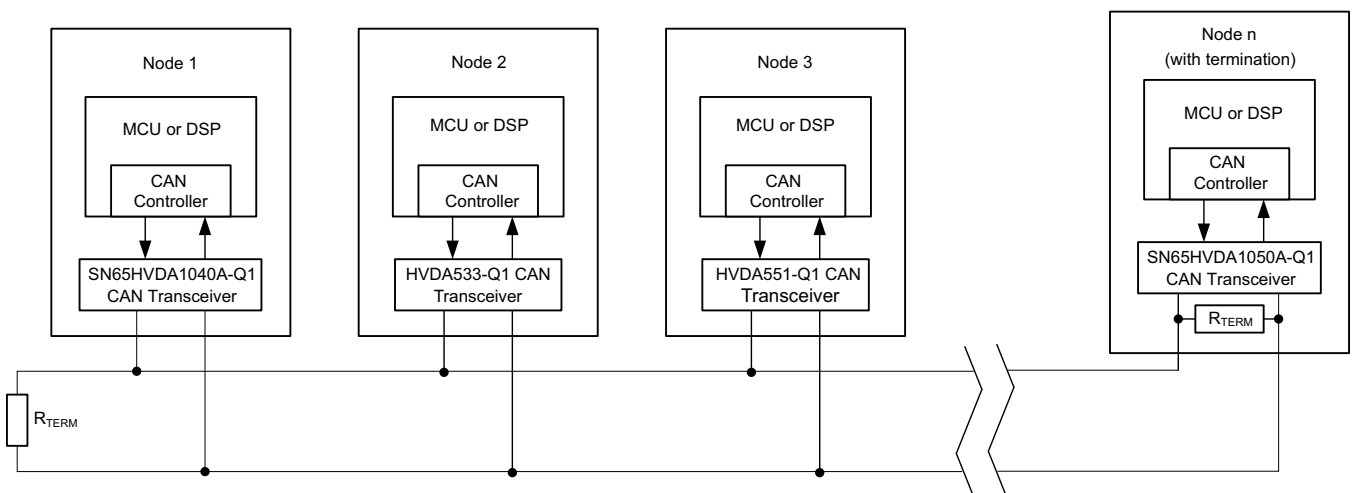 Node 1
MCU or DSP
CAN
Controller
SN65HVDA1040A-Q1
CAN Transceiver
Node 2
MCU or DSP
CAN
Controller
HVDA533-Q1 CAN
Transceiver
Node 3
MCU or DSP
CAN
Controller
HVDA551-Q1 CAN
Transceiver
Node n
(with termination)
MCU or DSP
CAN
Controller
SN65HVDA1050A-Q1
CAN Transceiver
RTERM
RTERM